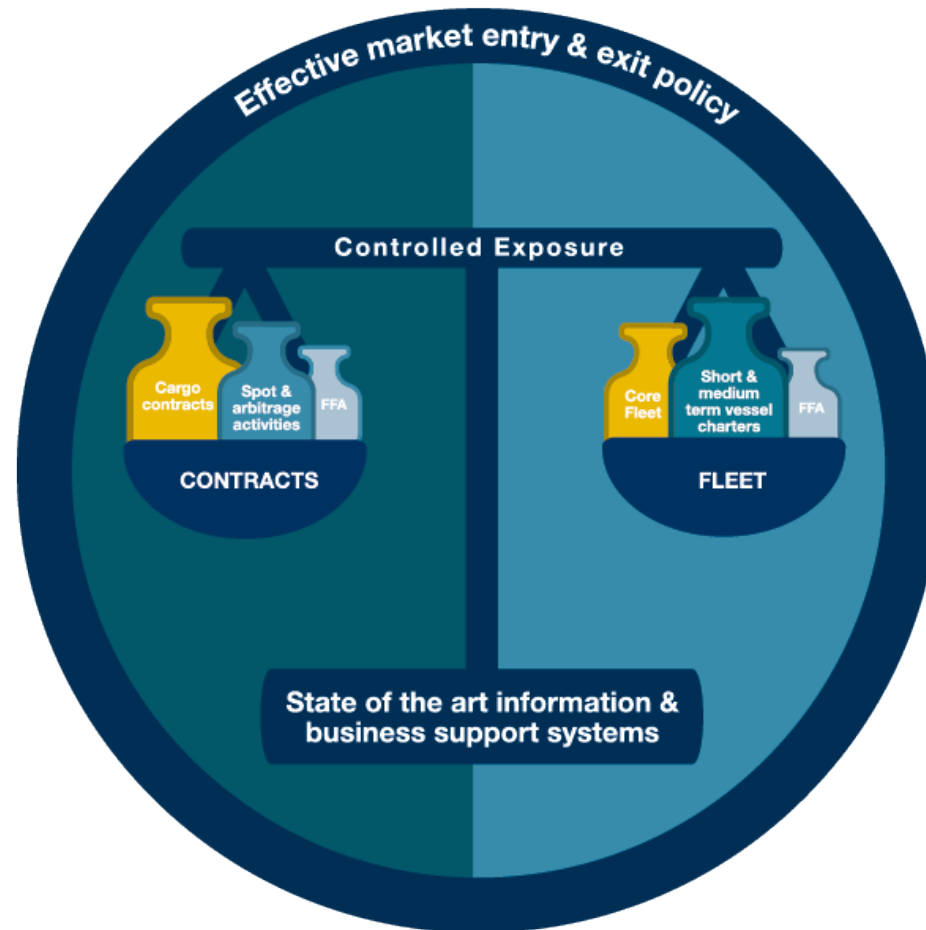 Effective market entry & exit policy
Controlled Exposure
Cargo
contracts
Spot &
arbitrage
activities
FFA
CONTRACTS
Core
Fleet
Short &
medium
term vessel
charters
FFA
FLEET
State of the art information &
business support systems